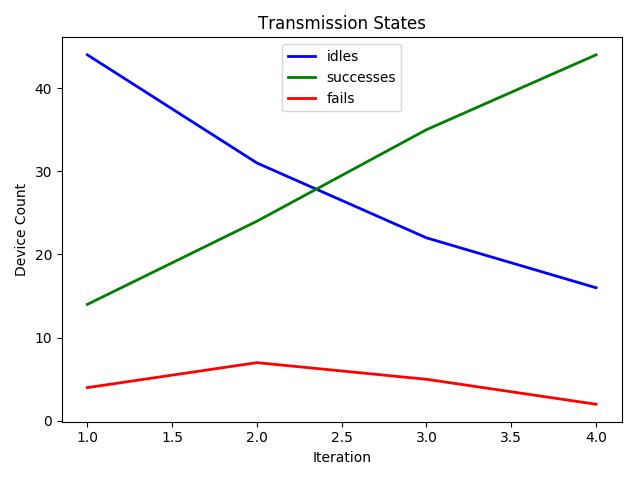 Transmission States
idles
successes
fails
Device Count
40
30
20
10
0
1.0 1.5 2.0 2.5 3.0 3.5 4.0
Iteration